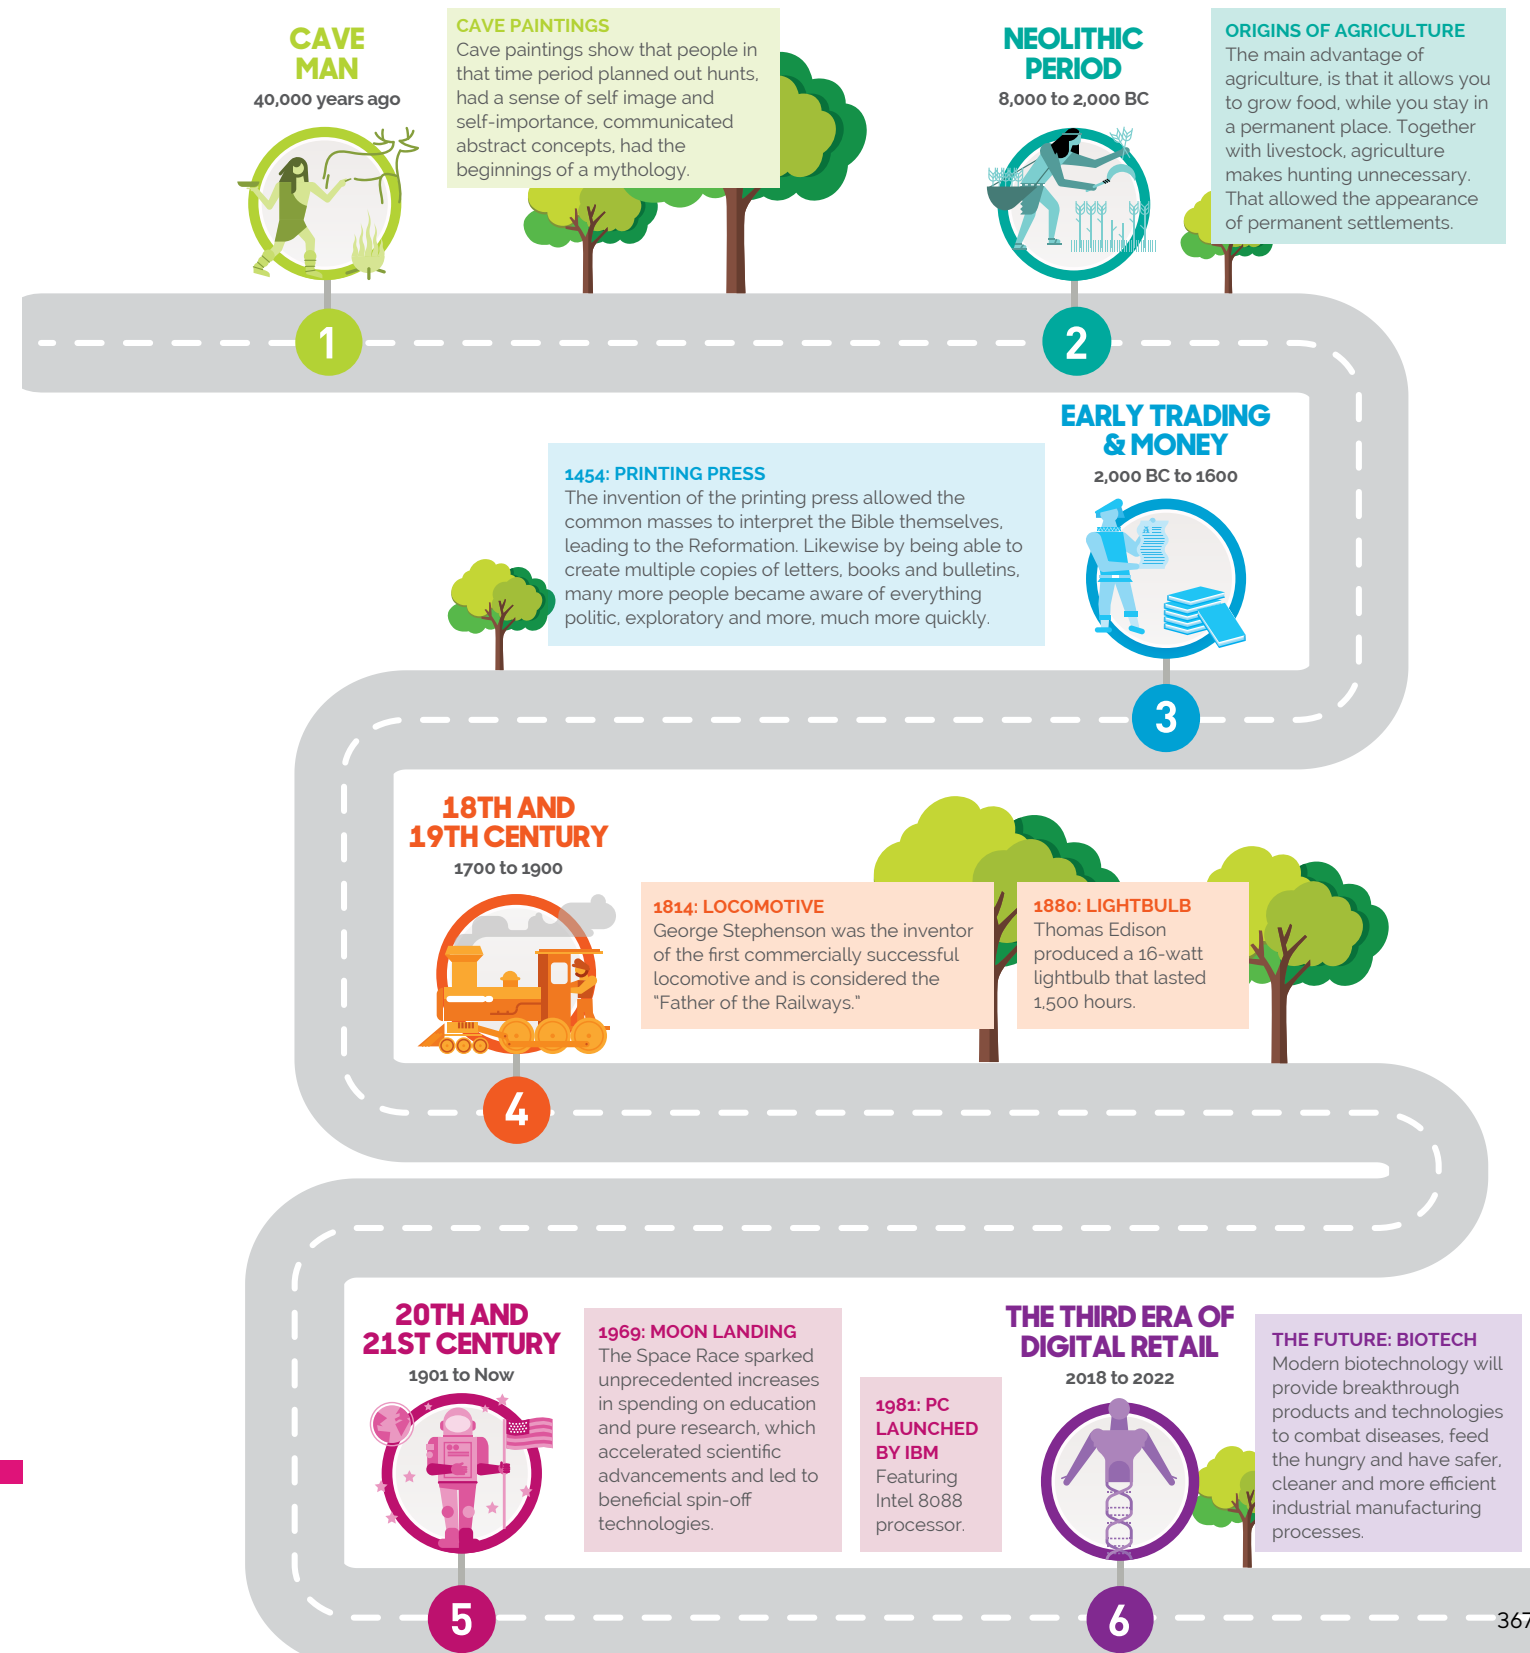 CAVE
MAN
40,000 years ago
CAVE PAINTINGS
Cave paintings show that people in
that time period planned out hunts,
had a sense of self image and
self-importance, communicated
abstract concepts, had the
beginnings of a mythology.
NEOLITHIC
PERIOD
8,000 to 2,000 BC
ORIGINS OF AGRICULTURE
The main advantage of
agriculture, is that it allows you
to grow food, while you stay in
a permanent place. Together
with livestock, agriculture
makes hunting unnecessary.
That allowed the appearance
of permanent settlements.
1
2
EARLY TRADING
& MONEY
2,000 BC to 1600
1454: PRINTING PRESS
The invention of the printing press allowed the
common masses to interpret the Bible themselves,
leading to the Reformation. Likewise by being able to
create multiple copies of letters, books and bulletins,
many more people became aware of everything
politic, exploratory and more, much more quickly.
A
3
18TH AND
19TH CENTURY
1700 to 1900
1814: LOCOMOTIVE
George Stephenson was the inventor
of the first commercially successful
locomotive and is considered the
“Father of the Railways.”
1880: LIGHTBULB
Thomas Edison
produced a 16-watt
lightbulb that lasted
1,500 hours.
4
20TH AND
21ST CENTURY
1901 to Now
1969: MOON LANDING
The Space Race sparked
unprecedented increases
in spending on education
and pure research, which
accelerated scientific
advancements and led to
beneficial spin-off
technologies.
1981: PC
LAUNCHED
BY IBM
Featuring
Intel 8088
processor.
THE THIRD ERA OF
DIGITAL RETAIL
2018 to 2022
THE FUTURE: BIOTECH
Modern biotechnology will
provide breakthrough
products and technologies
to combat diseases, feed
the hungry and have safer,
cleaner and more efficient
industrial manufacturing
processes.
5
6
367